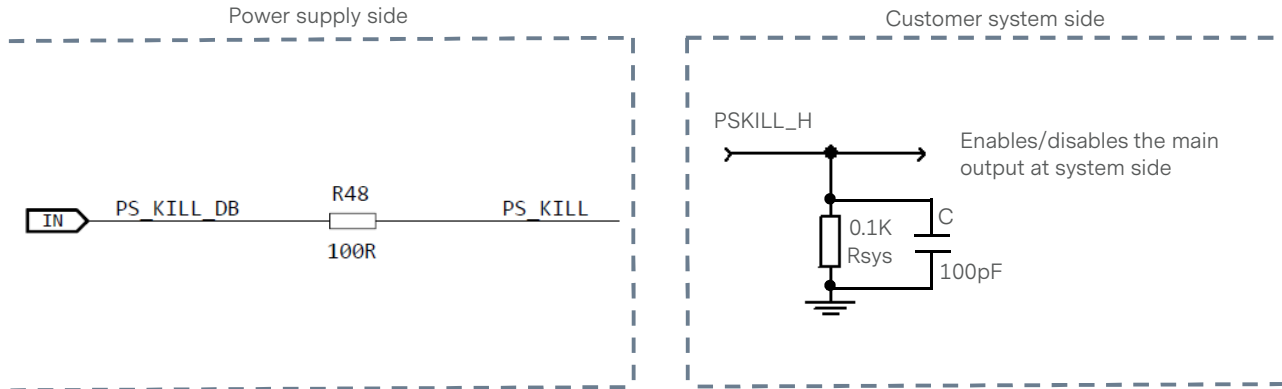 Power supply side
Customer system side
PSKILL_H
Enables/disables the main
output at system side
IN
PS_KILL_DB
R48
100R
PS_KILL
0.1K
Rsys
C
100pF